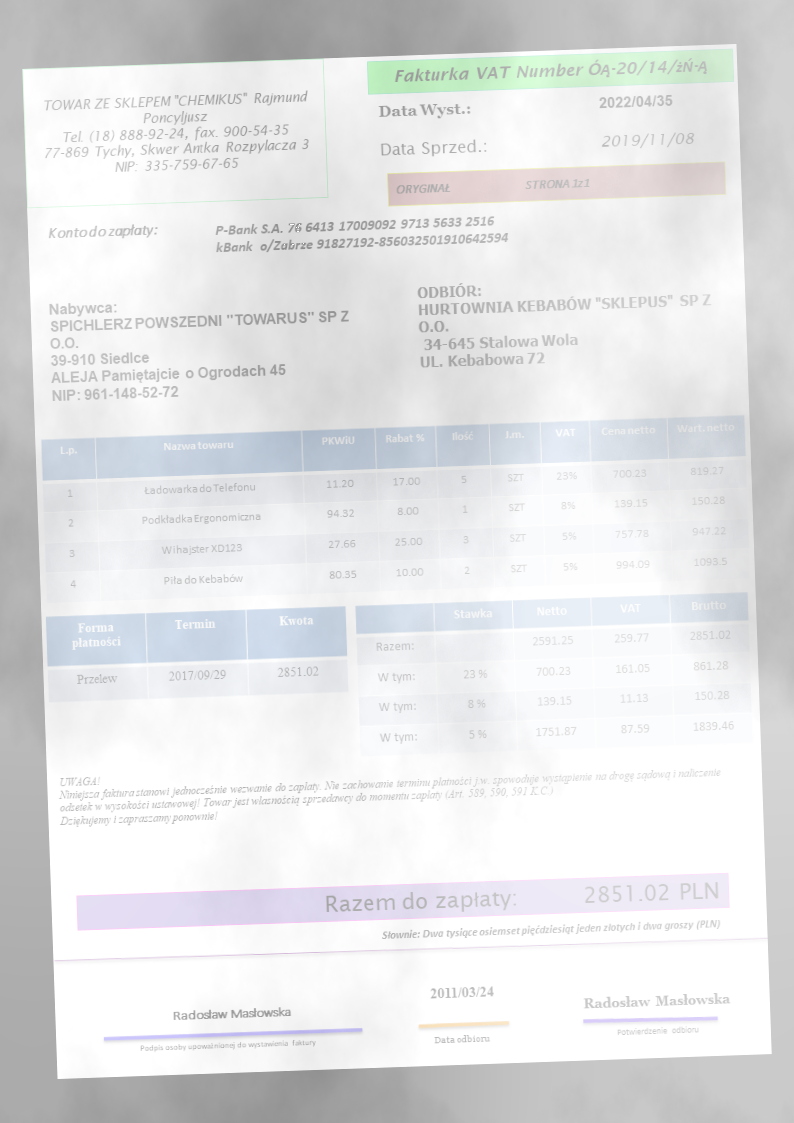 TOWAR ZE SKLEPEM "CHEMIKUS" Rajmund
Poncyljusz
Tel. (18) 888-92-24, fax. 900-54-35
77-869 Tychy, Skwer Antka Rozpylacza 3
NIP: 335-759-67-65
Fakturka VAT Number ÓĄ-20/14/żŃ-Ą
Data Wyst.: 2022/04/35
Data Sprzed.: 2019/11/08
ORYGINAŁ STRONA 1z1
Konto do zapłaty: P-Bank S.A. 76 6413 17009092 9713 5633 2516
kBank o/Zubrze 91827192-856032501910642594
Nabywca:
SPICHLERZ POWSZEDNI "TOWARUS" SP Z
O.O.
39-910 Siedlce
ALEJA Pamiętajcie o Ogrodach 45
NIP: 961-148-52-72
ODBIÓR:
HURTOWNIA KEBABÓW "SKLEPUS" SP Z
O.O.
34-645 Stalowa Wola
UL. Kebabowa 72
L.p. Nazwa towaru PKWiU Rabat % Ilość J.m. VAT Cena netto Wart. netto
1 Ładowarka do Telefonu 11.20 17.00 5 SZT 23% 700.23 819.27
2 Podkładka Ergonomiczna 94.32 8.00 1 SZT 8% 139.15 150.28
3 Wihajster XD123 27.66 25.00 3 SZT 5% 757.78 947.22
4 Piła do Kebabów 80.35 10.00 2 SZT 5% 994.09 1093.5
Forma płatności Termin Kwota
Przelew 2017/09/29 2851.02
Stawka Netto VAT Brutto
Razem: 2591.25 259.77 2851.02
W tym: 23 % 700.23 161.05 861.28
W tym: 8 % 139.15 11.13 150.28
W tym: 5 % 1751.87 87.59 1839.46
UWAGA!
Niniejsza faktura stanowi jednocześnie wezwanie do zapłaty. Nie zachowanie terminu płatności j.w. spowoduje wystąpienie na drogę sądową i naliczenie
odsetek w wysokości ustawowej! Towar jest własnością sprzedawcy do momentu zapłaty (Art. 589, 590, 591 K.C.)
Dziękujemy i zapraszamy ponownie!
Razem do zapłaty: 2851.02 PLN
Słownie: Dwa tysiące osiemset pięćdziesiąt jeden złotych i dwa groszy (PLN)
Radosław Masłowska
Podpis osoby upoważnionej do wystawienia faktury
2011/03/24
Data odbioru
Radosław Masłowska
Potwierdzenie odbioru